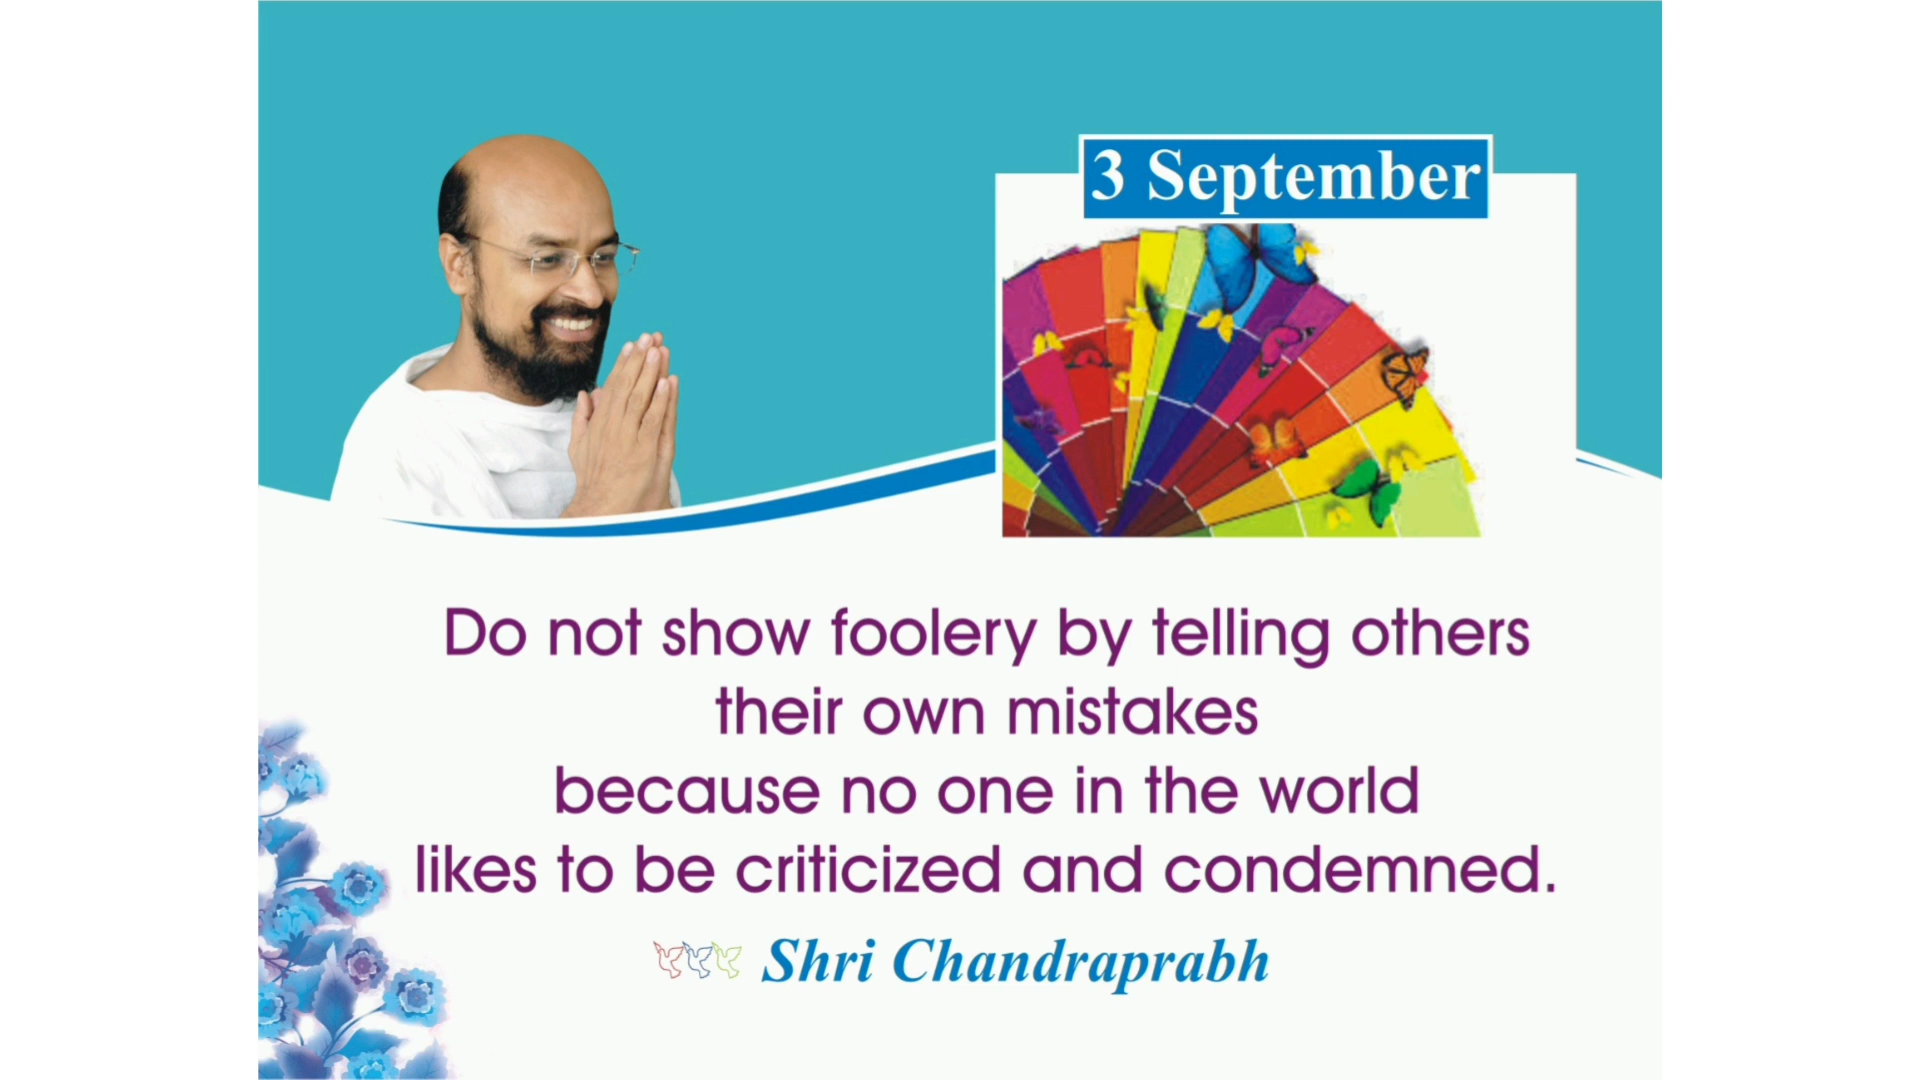 3 September
Do not show foolery by telling others
their own mistakes
because no one in the world
likes to be criticized and condemned.
Shri Chandraprabh